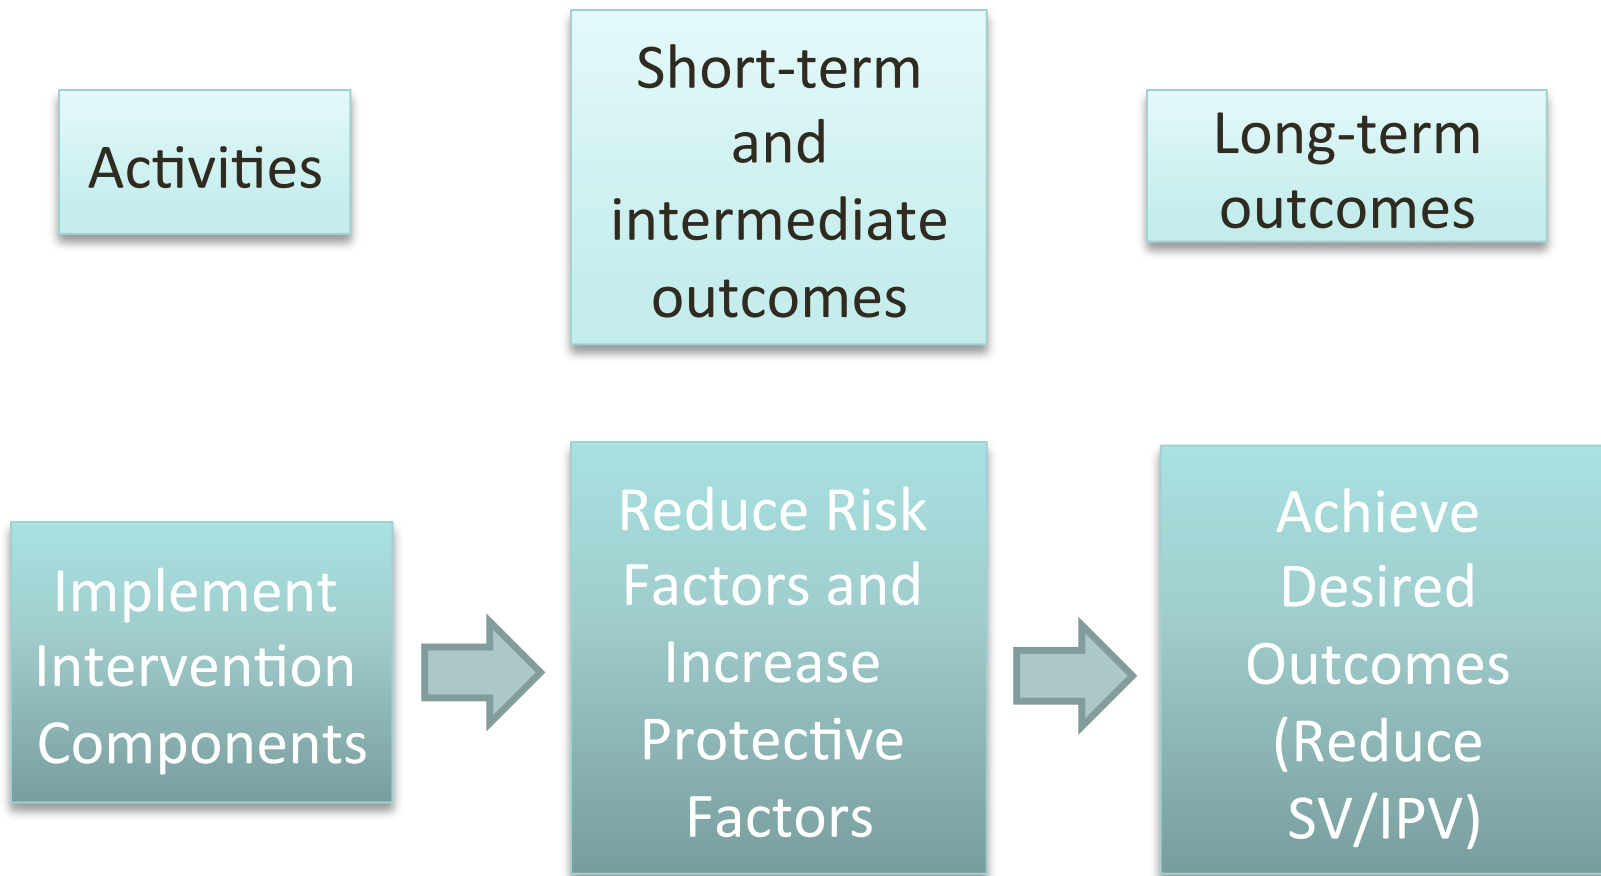 Activities
Short-term
and
intermediate
outcomes
Long-term
outcomes
Implement
Intervention
Components
Reduce Risk
Factors and
Increase
Protective
Factors
Achieve
Desired
Outcomes
(Reduce
SV/IPV)